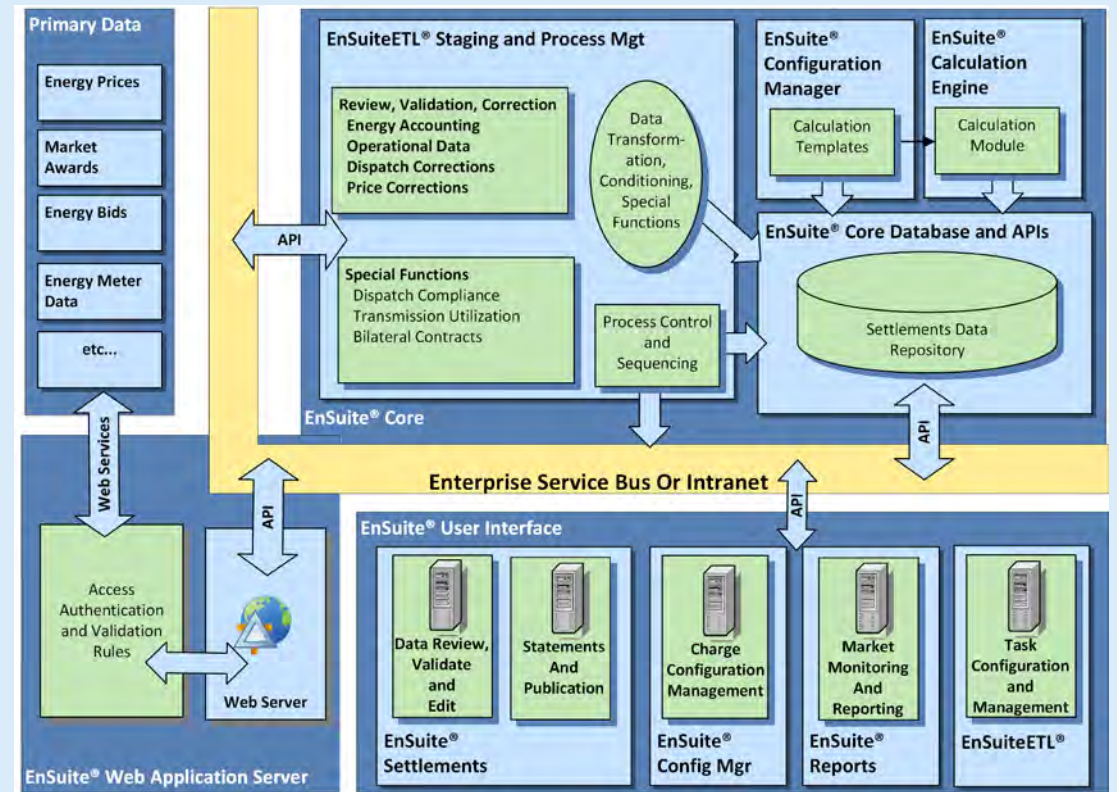 Primary Data
Energy Prices
Market
Awards
Energy Bids
Energy Meter
Data
etc...
Web Services
EnSuiteETL® Staging and Process Mgt
Review, Validation, Correction
Energy Accounting
Operational Data
Dispatch Corrections
Price Corrections
Data
Transform-
ation,
Conditioning,
Special
Functions
API
Special Functions
Dispatch Compliance
Transmission Utilization
Bilateral Contracts
Process Control
and
Sequencing
EnSuite®
Configuration
Manager
Calculation
Templates
EnSuite®
Calculation
Engine
Calculation
Module
EnSuite® Core Database and APIs
Settlements Data
Repository
EnSuite® Core
API
API
Enterprise Service Bus Or Intranet
API
Access
Authentication
and Validation
Rules
Web Server
EnSuite® Web Application Server
EnSuite® User Interface
Data Review,
Validate
and
Edit
Statements
And
Publication
EnSuite®
Settlements
Charge
Configuration
Management
EnSuite®
Config Mgr
Market
Monitoring
And
Reporting
EnSuite®
Reports
Task
Configuration
and
Management
EnSuiteETL®